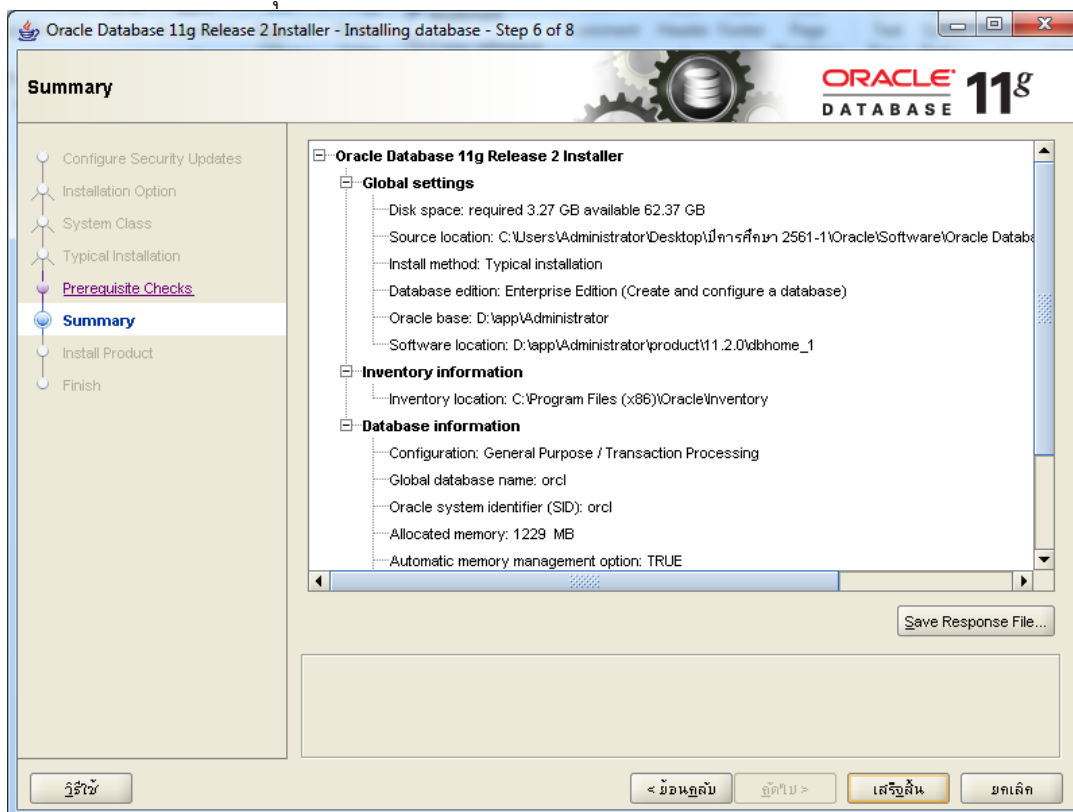 Oracle Database 11g Release 2 Installer - Installing database - Step 6 of 8
Summary
ORACLE DATABASE 11g
Configure Security Updates
Installation Option
System Class
Typical Installation
Prerequisite Checks
Summary
Install Product
Finish
Oracle Database 11g Release 2 Installer
Global settings
Disk space: required 3.27 GB available 62.37 GB
Source location: C:\Users\Administrator\Desktop\ปีการศึกษา 2561-1\Oracle\Software\Oracle Databa
Install method: Typical installation
Database edition: Enterprise Edition (Create and configure a database)
Oracle base: D:\app\Administrator
Software location: D:\app\Administrator\product\11.2.0\dbhome_1
Inventory information
Inventory location: C:\Program Files (x86)\Oracle\Inventory
Database information
Configuration: General Purpose / Transaction Processing
Global database name: orcl
Oracle system identifier (SID): orcl
Allocated memory: 1229 MB
Automatic memory management option: TRUE
Save Response File...
วิธีใช้
< ย้อนกลับ
ถัดไป >
เสร็จสิ้น
ยกเลิก